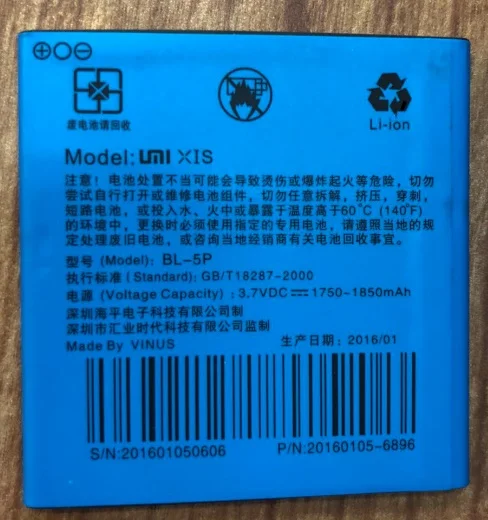 废电池请回收
Li-ion
Model: UMI XIS
注意！电池处置不当可能会导致烫伤或爆炸起火等危险，切勿
尝试自行打开或维修电池组件，切勿任意拆解，挤压，穿刺，
短路电池，或投入水、火中或暴露于温度高于60℃ (140℉)
的环境中，更换时必须使用指定的专用电池，请遵照当地的规
定处理废旧电池，或咨询当地经销商有关电池回收事宜。
型号 (Model): BL-5P
执行标准 (Standard): GB/T18287-2000
电源 (Voltage Capacity) : 3.7VDC⎓1750-1850mAh
深圳海平电子科技有限公司制
深圳市汇业时代科技有限公司监制
Made By VINUS
生产日期: 2016/01
S/N:201601050606
P/N:20160105-6896